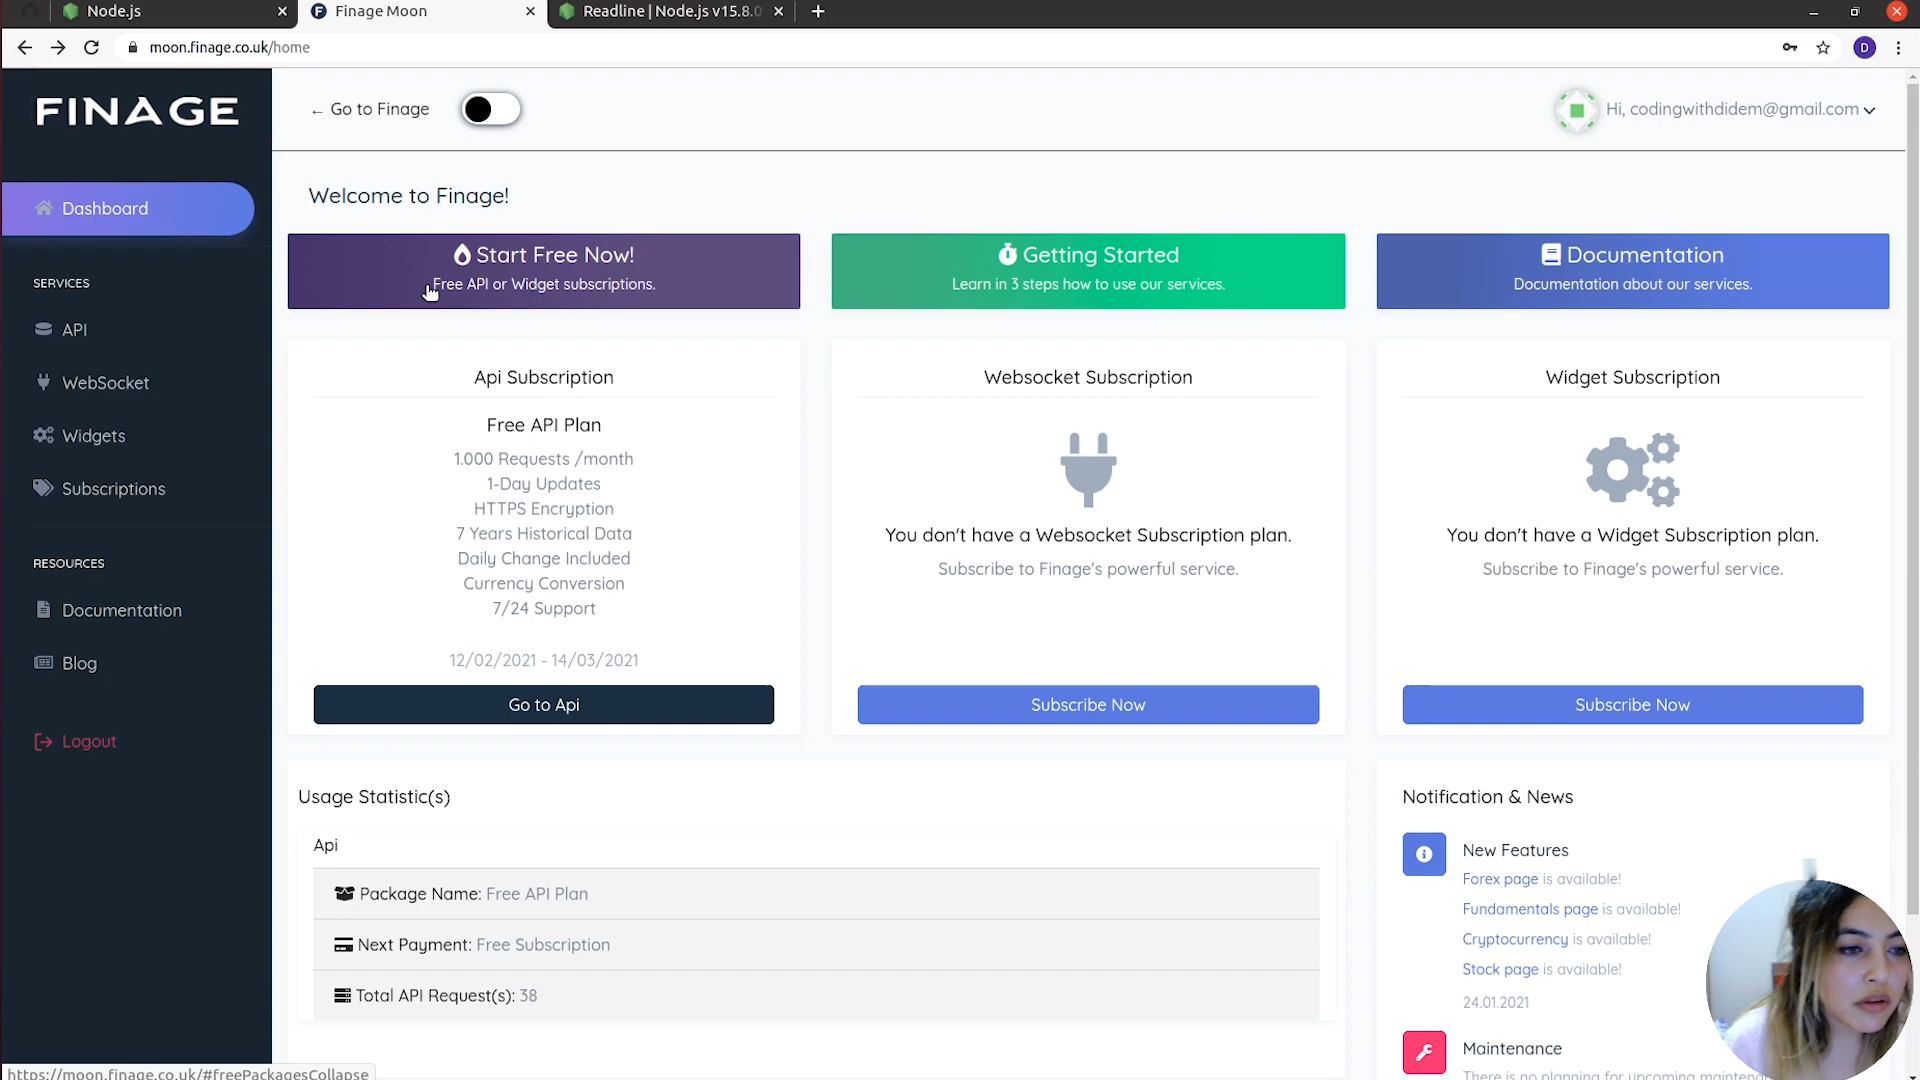 Node.js
Finage Moon
Readline | Node.js v15.8.0
moon.finage.co.uk/home
D
FINAGE
← Go to Finage
Hi, codingwithdidem@gmail.com
Dashboard
SERVICES
API
WebSocket
Widgets
Subscriptions
RESOURCES
Documentation
Blog
Logout
Welcome to Finage!
Start Free Now!
Free API or Widget subscriptions.
Getting Started
Learn in 3 steps how to use our services.
Documentation
Documentation about our services.
Api Subscription
Free API Plan
1.000 Requests /month
1-Day Updates
HTTPS Encryption
7 Years Historical Data
Daily Change Included
Currency Conversion
7/24 Support
12/02/2021 - 14/03/2021
Go to Api
Websocket Subscription
You don't have a Websocket Subscription plan.
Subscribe to Finage's powerful service.
Subscribe Now
Widget Subscription
You don't have a Widget Subscription plan.
Subscribe to Finage's powerful service.
Subscribe Now
Usage Statistic(s)
Api
Package Name: Free API Plan
Next Payment: Free Subscription
Total API Request(s): 38
Notification & News
New Features
Forex page is available!
Fundamentals page is available!
Cryptocurrency is available!
Stock page is available!
24.01.2021
Maintenance
There is no planning for upcoming
https://moon.finage.co.uk/#freePackagesCollapse